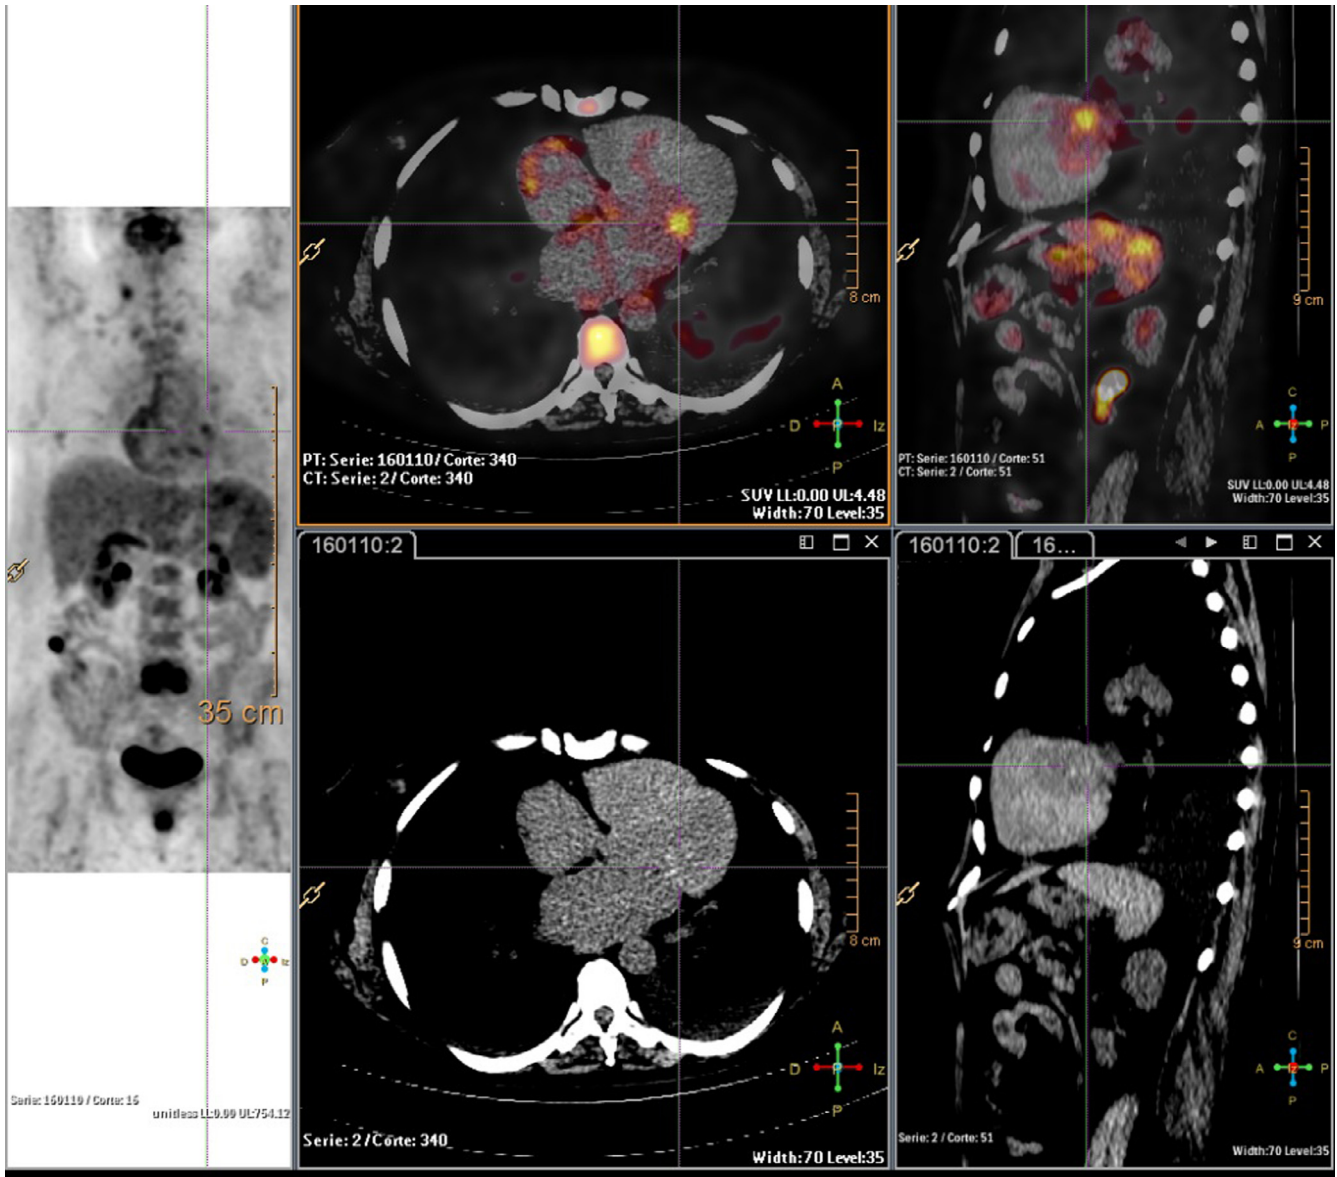 8 cm
A
D
Iz
P
PT: Serie: 160110 / Corte: 340
CT: Serie: 2 / Corte: 340
SUV LL:0.00 UL:4.48
Width:70 Level:35
9 cm
C
A
P
P
PT: Serie: 160110 / Corte: 51
CT: Serie: 2 / Corte: 51
SUV LL:0.00 UL:4.48
Width:70 Level:35
35 cm
C
D
Iz
P
Serie: 160110 / Corte: 16
unitless LL:0.00 UL:754.12
160110:2
8 cm
A
D
P
Iz
P
Serie: 2 / Corte: 340
Width:70 Level:35
160110:2
16...
9 cm
C
A
Iz
P
P
Serie: 2 / Corte: 51
Width:70 Level:35